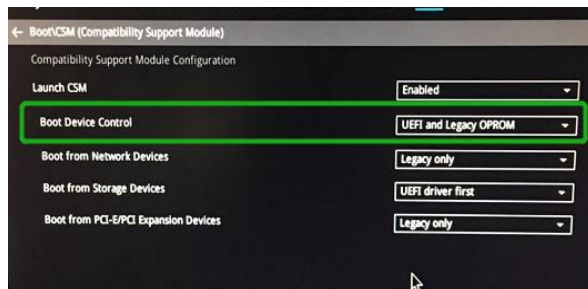 ← Boot\CSM (Compatibility Support Module)
Compatibility Support Module Configuration
Launch CSM Enabled
Boot Device Control UEFI and Legacy OPROM
Boot from Network Devices Legacy only
Boot from Storage Devices UEFI driver first
Boot from PCI-E/PCI Expansion Devices Legacy only